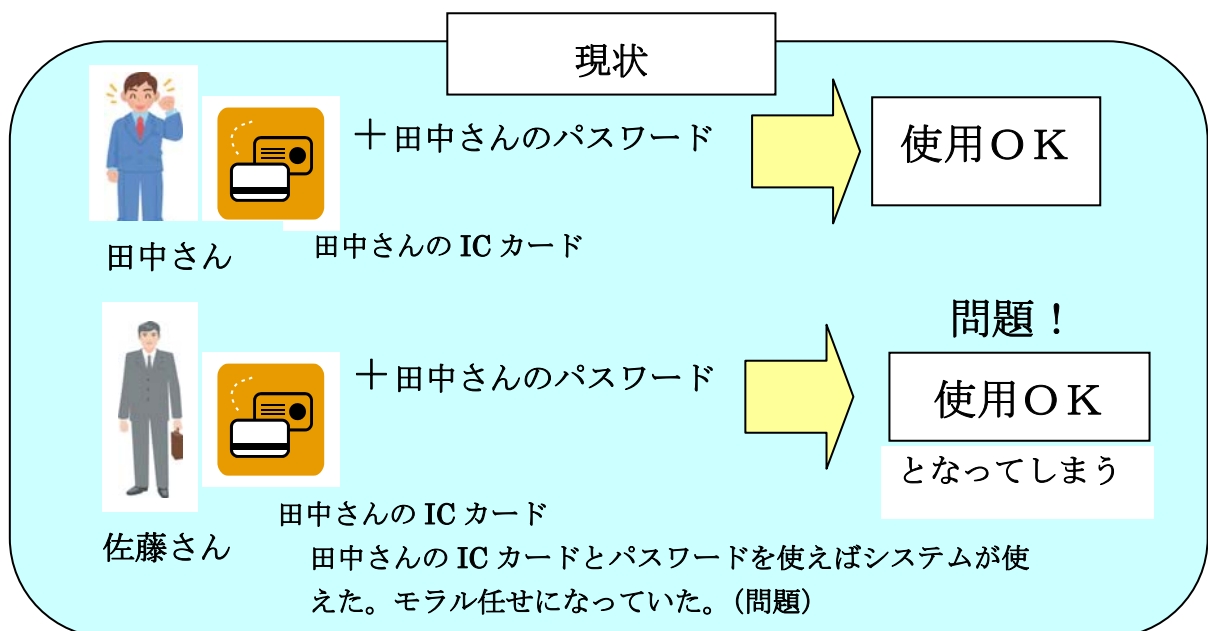 現状
＋田中さんのパスワード
使用ＯＫ
田中さんの IC カード
田中さん
問題！
＋田中さんのパスワード
使用ＯＫ
となってしまう
田中さんの IC カード
佐藤さん
田中さんの IC カードとパスワードを使えばシステムが使
えた。モラル任せになっていた。（問題）